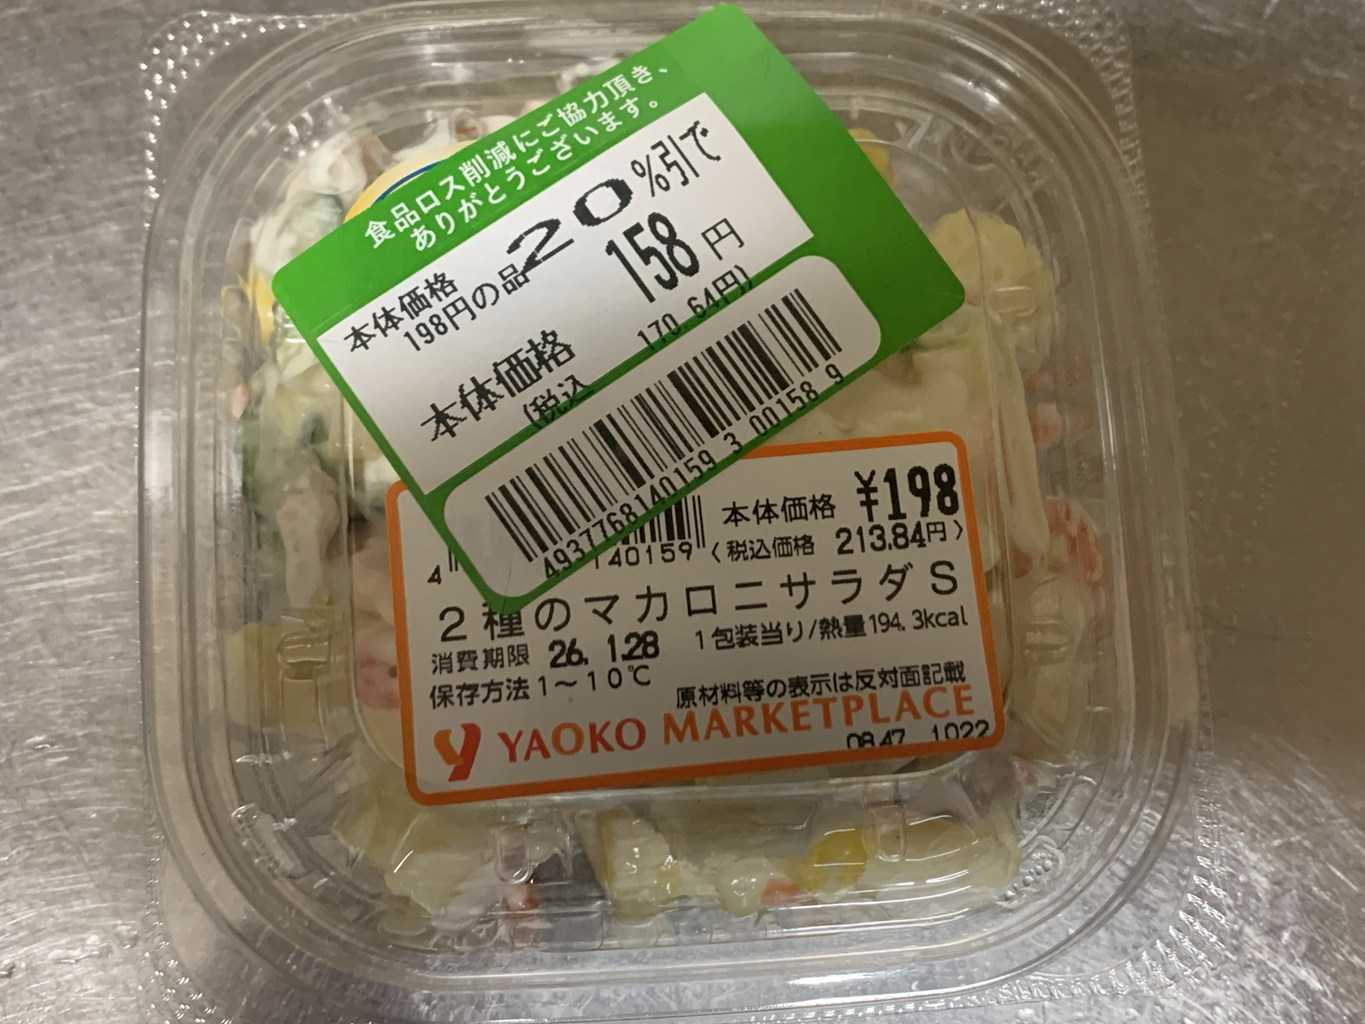 食品ロス削減にご協力頂き、
ありがとうございます。
本体価格
198円の品
20%引で
本体価格 158円
(税込 170.64円)
4937768140159 3 00158 9
本体価格 ¥198
4 140159 〈税込価格 213.84円〉
2種のマカロニサラダS
消費期限 26.1.28 1包装当り/熱量194.3kcal
保存方法1~10℃ 原材料等の表示は反対面記載
YAOKO MARKETPLACE
0847 1022